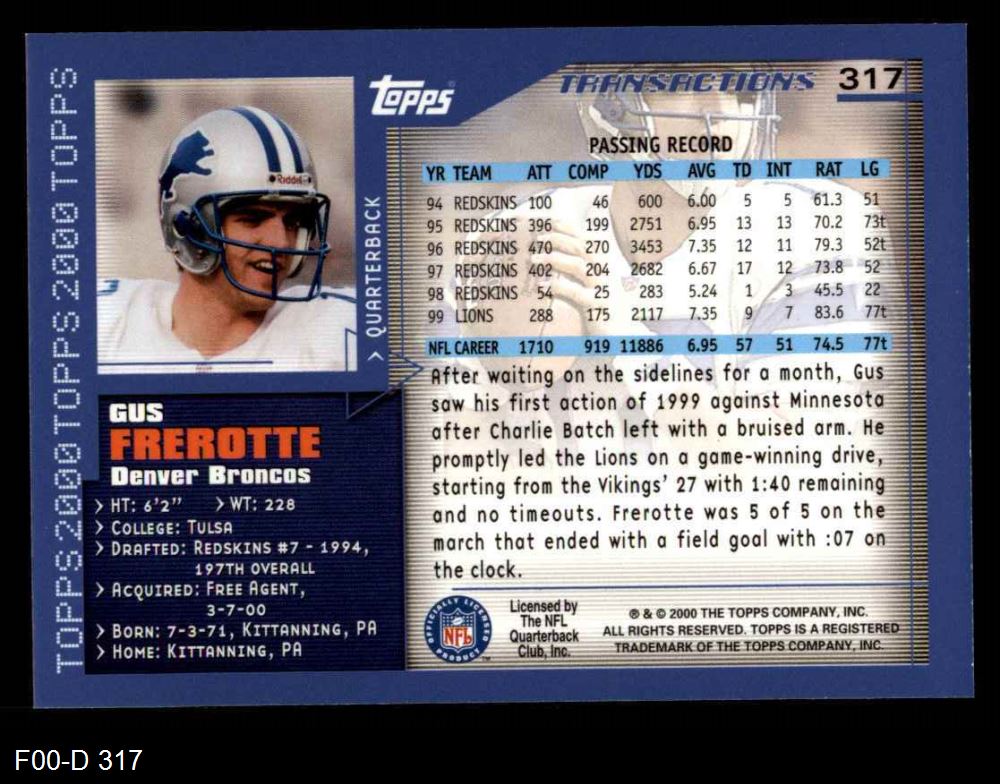 TOPPS2000TOPPS2000TOPPS2000TOPPS
Riddell
TOPPS
> QUARTERBACK
TRANSACTIONS 317
PASSING RECORD
YR TEAM ATT COMP YDS AVG TD INT RAT LG
94 REDSKINS 100 46 600 6.00 5 5 61.3 51
95 REDSKINS 396 199 2751 6.95 13 13 70.2 73t
96 REDSKINS 470 270 3453 7.35 12 11 79.3 52t
97 REDSKINS 402 204 2682 6.67 17 12 73.8 52
98 REDSKINS 54 25 283 5.24 1 3 45.5 22
99 LIONS 288 175 2117 7.35 9 7 83.6 77t
NFL CAREER 1710 919 11886 6.95 57 51 74.5 77t
After waiting on the sidelines for a month, Gus
saw his first action of 1999 against Minnesota
after Charlie Batch left with a bruised arm. He
promptly led the Lions on a game-winning drive,
starting from the Vikings' 27 with 1:40 remaining
and no timeouts. Frerotte was 5 of 5 on the
march that ended with a field goal with :07 on
the clock.
GUS
FREROTTE
Denver Broncos
> HT: 6'2" > WT: 228
> COLLEGE: TULSA
> DRAFTED: REDSKINS #7 - 1994,
197TH OVERALL
> ACQUIRED: FREE AGENT,
3-7-00
> BORN: 7-3-71, KITTANNING, PA
> HOME: KITTANNING, PA
OFFICIALLY LICENSED
NFL
PRODUCT
TM
Licensed by
The NFL
Quarterback
Club, Inc.
® & © 2000 THE TOPPS COMPANY, INC.
ALL RIGHTS RESERVED. TOPPS IS A REGISTERED
TRADEMARK OF THE TOPPS COMPANY, INC.
F00-D 317